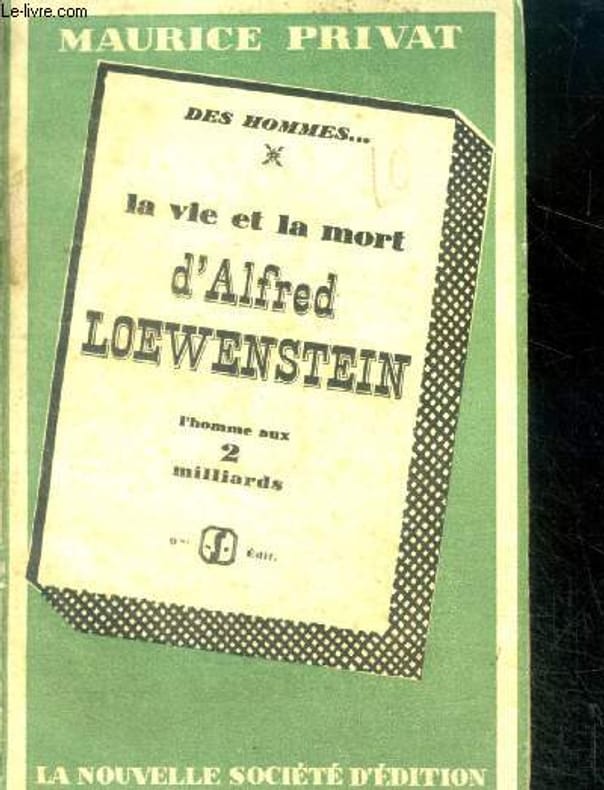 Le-livre.com
MAURICE PRIVAT
DES HOMMES...
la vie et la mort
d'Alfred
LOEWENSTEIN
l'homme aux
2
milliards
9me Édit.
LA NOUVELLE SOCIÉTÉ D'ÉDITION